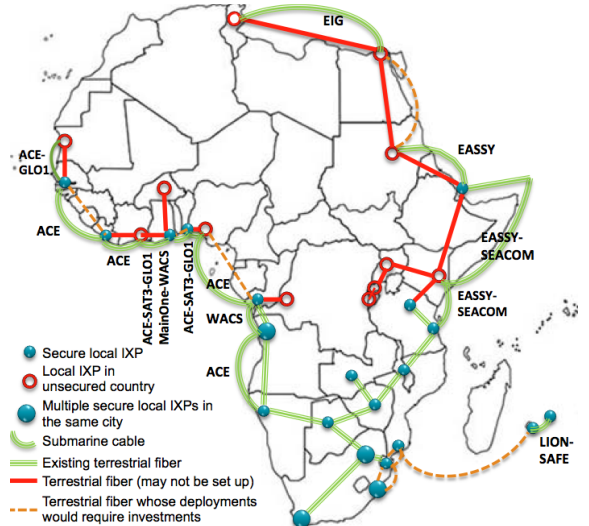 EIG
EASSY
ACE-
GLO1
ACE
ACE
ACE-SAT3-GLO1
MainOne-WACS
ACE-SAT3-GLO1
ACE
WACS
ACE
EASSY-
SEACOM
EASSY-
SEACOM
LION-
SAFE
Secure local IXP
Local IXP in
unsecured country
Multiple secure local IXPs in
the same city
Submarine cable
Existing terrestrial fiber
Terrestrial fiber (may not be set up)
Terrestrial fiber whose deployments
would require investments